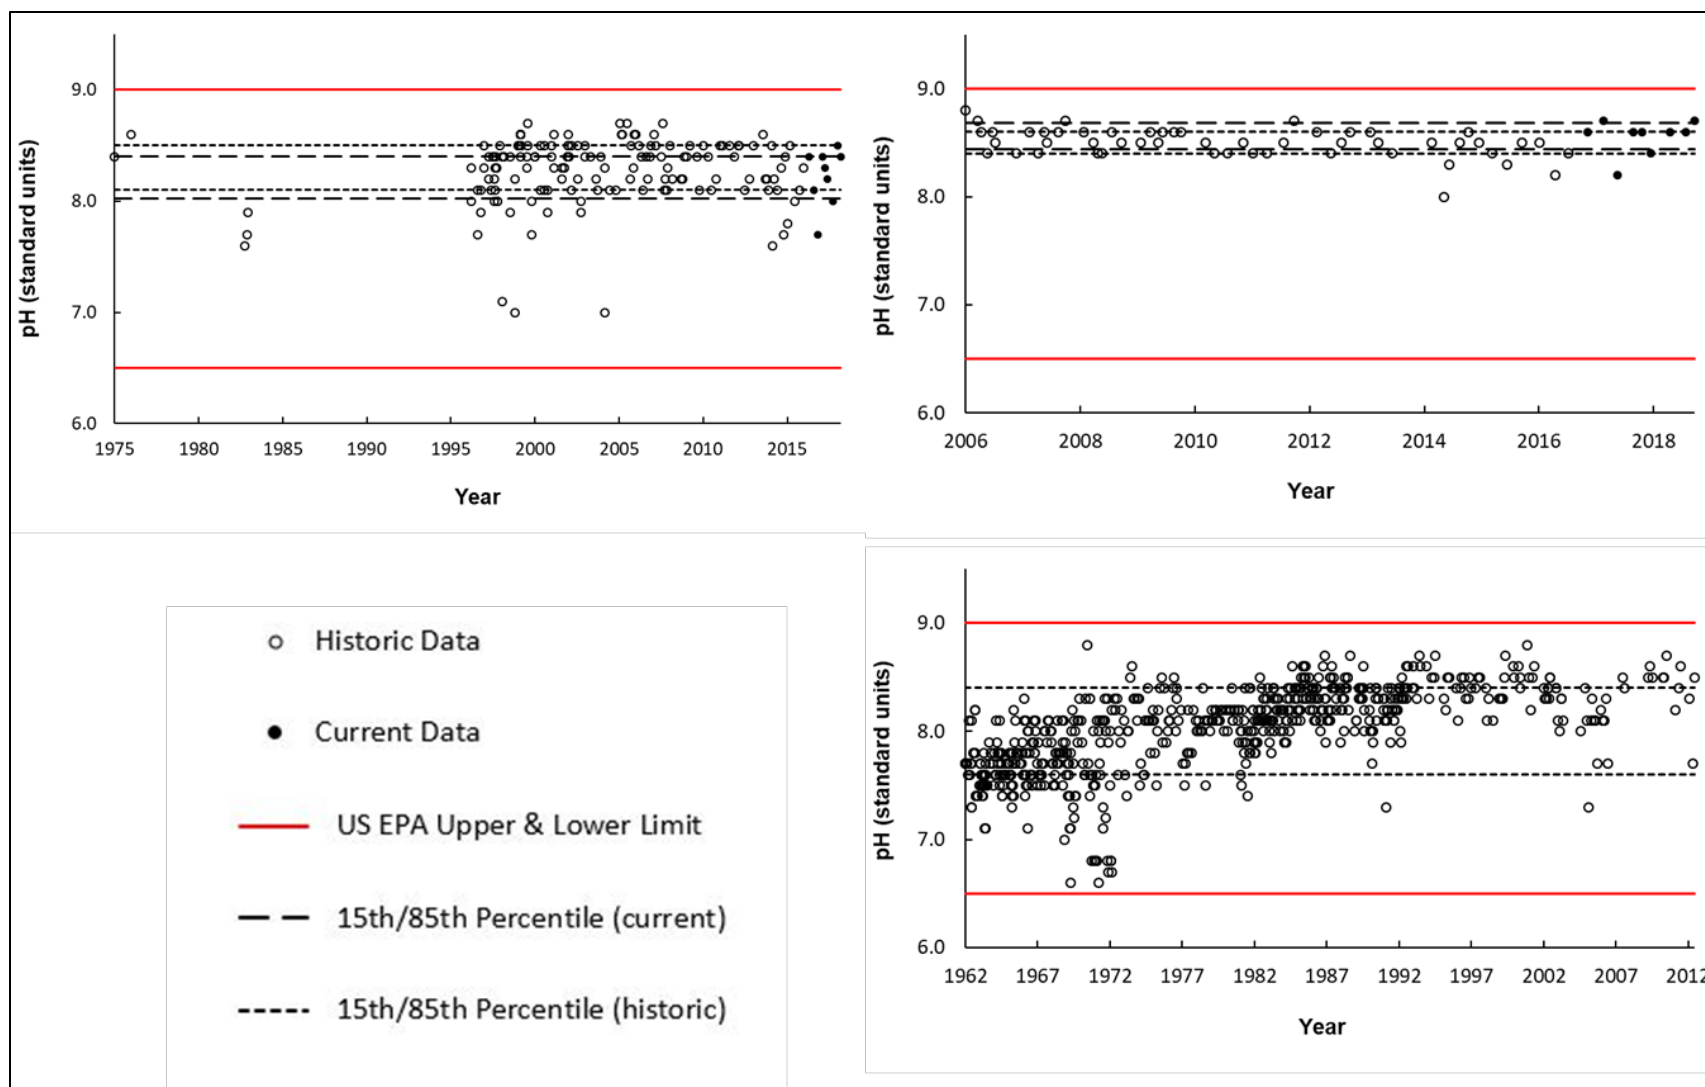 9.0
8.0
7.0
6.0
pH (standard units)
1975 1980 1985 1990 1995 2000 2005 2010 2015
Year
9.0
8.0
7.0
6.0
pH (standard units)
2006 2008 2010 2012 2014 2016 2018
Year
Historic Data
Current Data
US EPA Upper & Lower Limit
15th/85th Percentile (current)
15th/85th Percentile (historic)
9.0
8.0
7.0
6.0
pH (standard units)
1962 1967 1972 1977 1982 1987 1992 1997 2002 2007 2012
Year